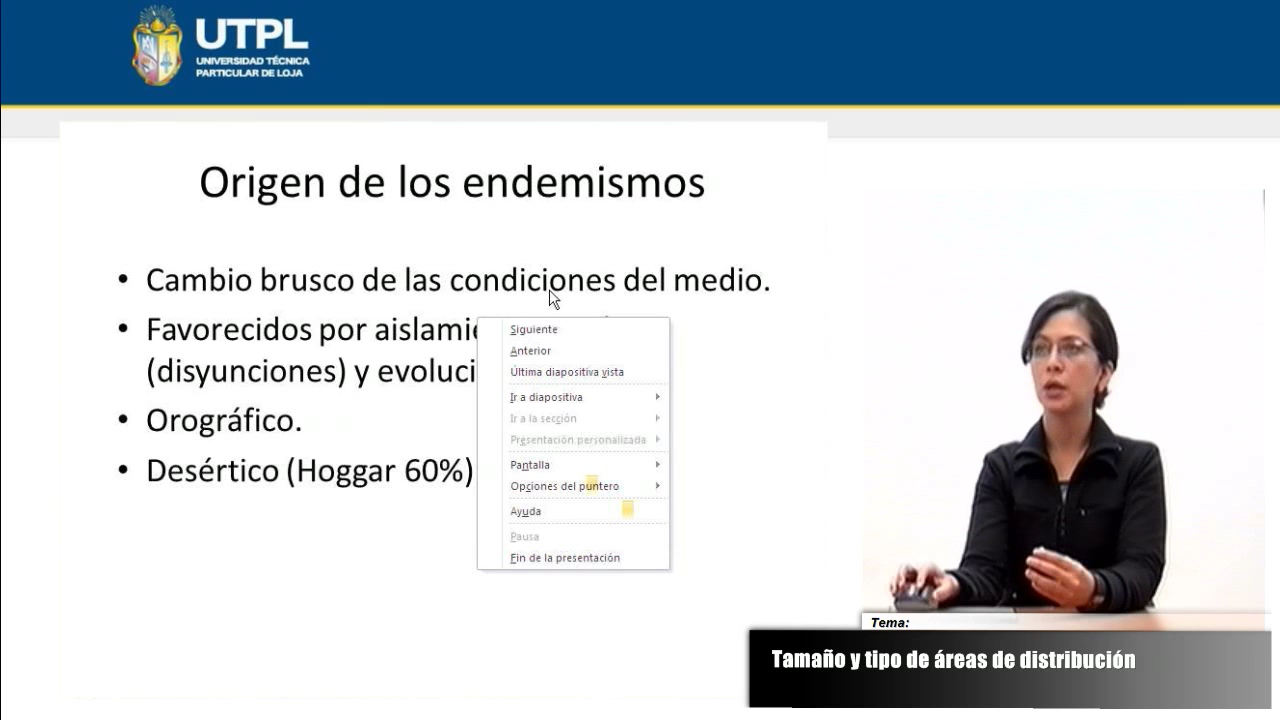 UTPL
UNIVERSIDAD TÉCNICA
PARTICULAR DE LOJA
Origen de los endemismos
• Cambio brusco de las condiciones del medio.
• Favorecidos por
(disyunciones) y
• Orográfico.
• Desértico (Hoggar 60%)
Siguiente
Anterior
Última diapositiva vista
Ir a diapositiva
Ir a la sección
Presentación personalizada
Pantalla
Opciones del puntero
Ayuda
Pausa
Fin de la presentación
Tema:
Tamaño y tipo de áreas de distribución